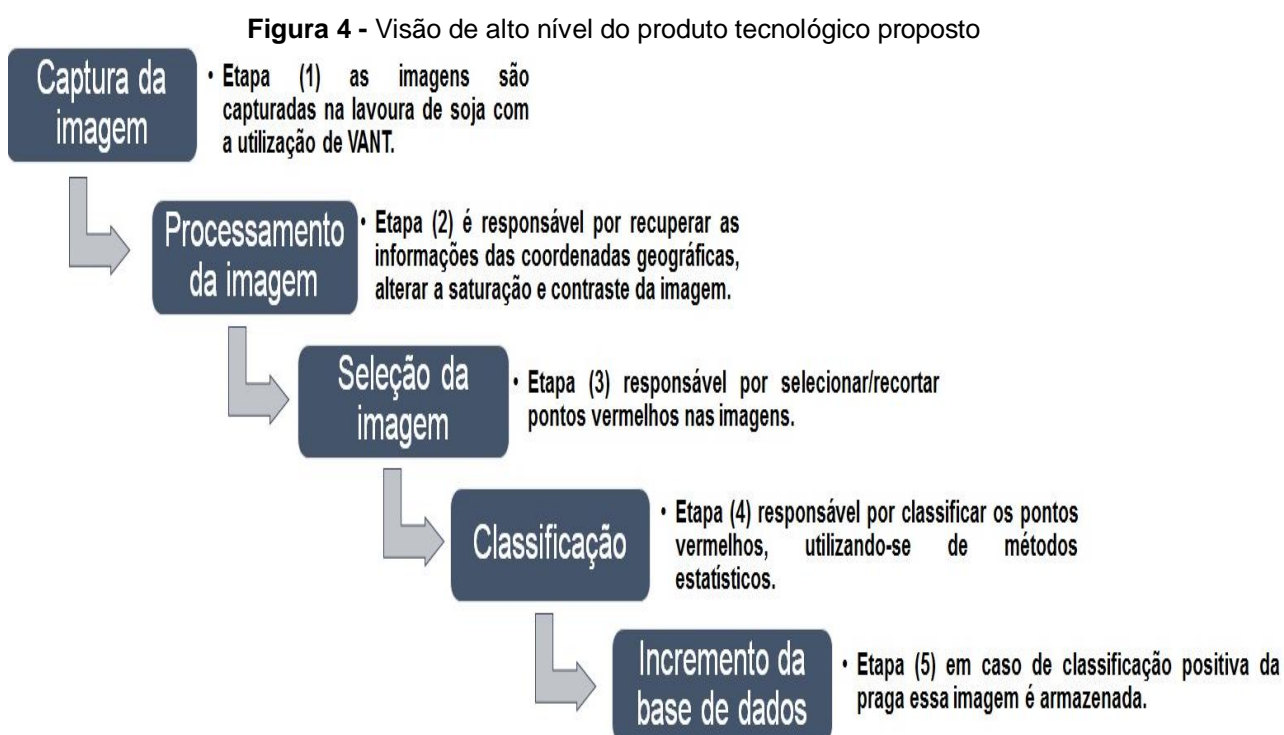 Figura 4 - Visão de alto nível do produto tecnológico proposto
Captura da
imagem
• Etapa (1) as imagens são
capturadas na lavoura de soja com
a utilização de VANT.
Processamento
da imagem
• Etapa (2) é responsável por recuperar as
informações das coordenadas geográficas,
alterar a saturação e contraste da imagem.
Seleção da
imagem
• Etapa (3) responsável por selecionar/recortar
pontos vermelhos nas imagens.
Classificação
• Etapa (4) responsável por classificar os pontos
vermelhos, utilizando-se de métodos
estatísticos.
Incremento da
base de dados
• Etapa (5) em caso de classificação positiva da
praga essa imagem é armazenada.